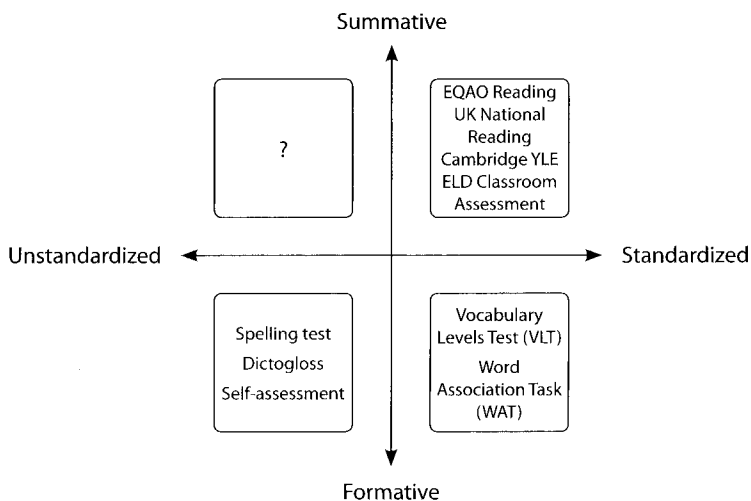 Summative
?
EQAO Reading
UK National
Reading
Cambridge YLE
ELD Classroom
Assessment
Unstandardized
Standardized
Spelling test
Dictogloss
Self-assessment
Vocabulary
Levels Test (VLT)
Word
Association Task
(WAT)
Formative